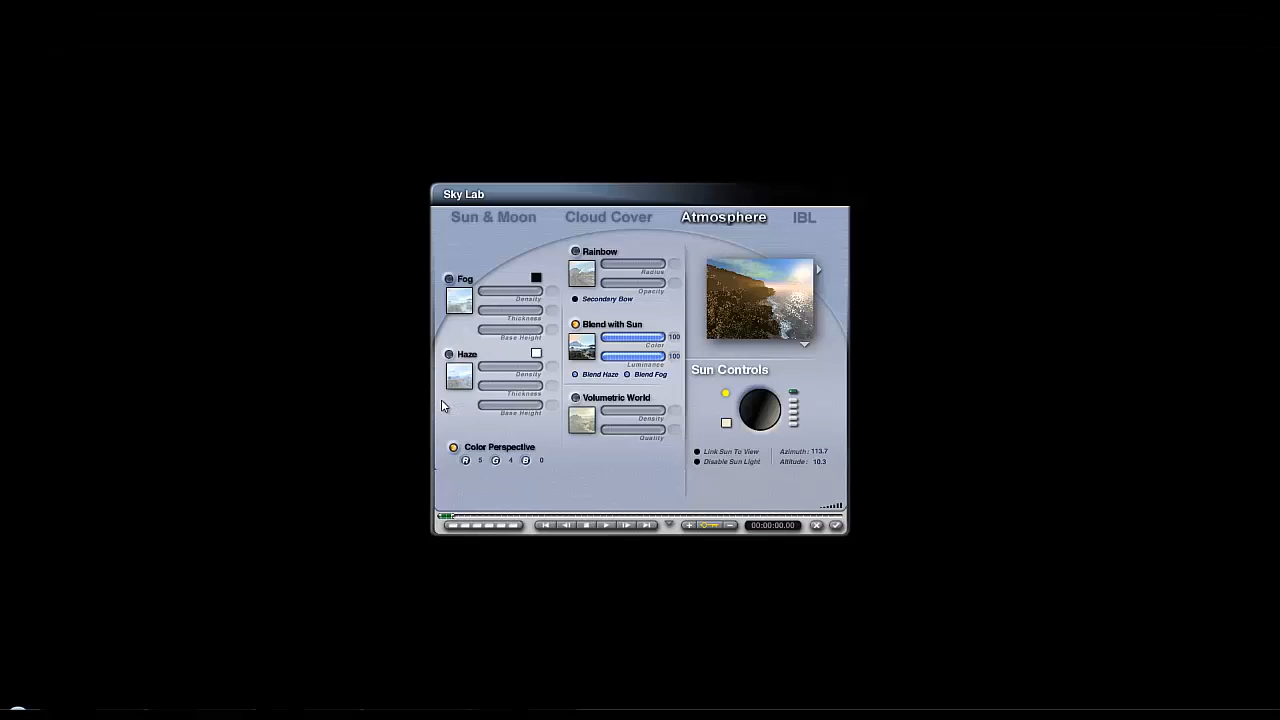 Sky Lab
Sun & Moon Cloud Cover Atmosphere IBL
Fog
Density
Thickness
Base Height
Haze
Density
Thickness
Base Height
Color Perspective
R 5 G 4 B 0
Rainbow
Radius
Opacity
Secondary Bow
Blend with Sun
100
Color
100
Luminance
Blend Haze Blend Fog
Volumetric World
Density
Quality
Sun Controls
Link Sun To View Azimuth: 113.7
Disable Sun Light Altitude: 10.3
00:00:00.00